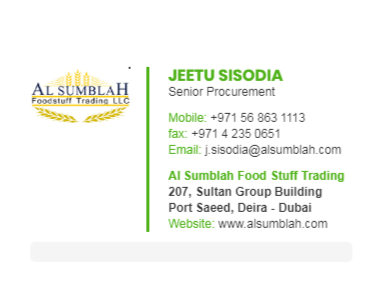 AL SUMBLAH
Foodstuff Trading LLC
JEETU SISODIA
Senior Procurement
Mobile: +971 56 863 1113
fax: +971 4 235 0651
Email: j.sisodia@alsumblah.com
Al Sumblah Food Stuff Trading
207, Sultan Group Building
Port Saeed, Deira - Dubai
Website: www.alsumblah.com